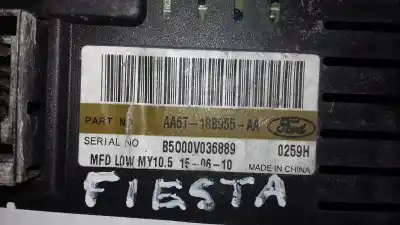 PART No. AA6T-18B955-AA Ford
SERIAL NO B5000V036889 0259H
MFD LOW MY10.5 15-06-10 MADE IN CHINA
FIESTA